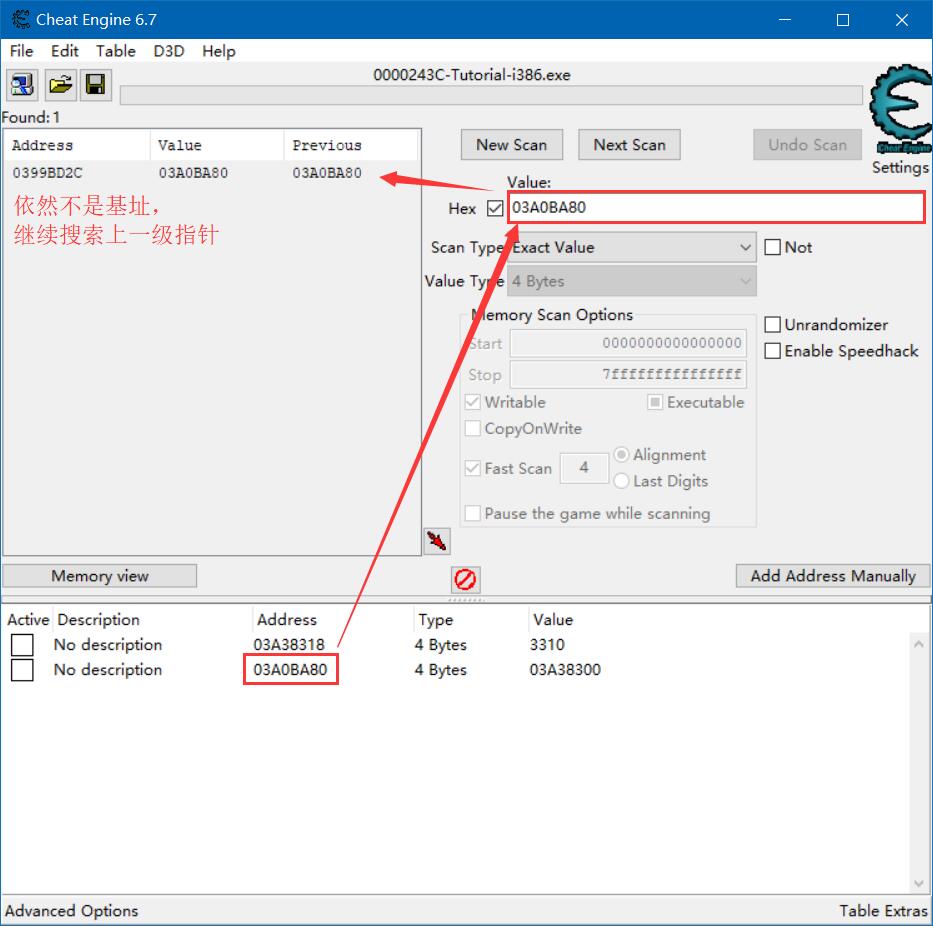 Cheat Engine 6.7
File Edit Table D3D Help
0000243C-Tutorial-i386.exe
Found: 1
Address Value Previous
0399BD2C 03A0BA80 03A0BA80
依然不是基址，
继续搜索上一级指针
New Scan Next Scan Undo Scan
Cheat Engine
Settings
Value:
Hex 03A0BA80
Scan Type Exact Value Not
Value Type 4 Bytes
Memory Scan Options
Start 0000000000000000
Stop 7fffffffffffffff
Writable Executable
CopyOnWrite
Fast Scan 4 Alignment
Last Digits
Pause the game while scanning
Unrandomizer
Enable Speedhack
Memory view Add Address Manually
Active Description Address Type Value
No description 03A38318 4 Bytes 3310
No description 03A0BA80 4 Bytes 03A38300
Advanced Options Table Extras